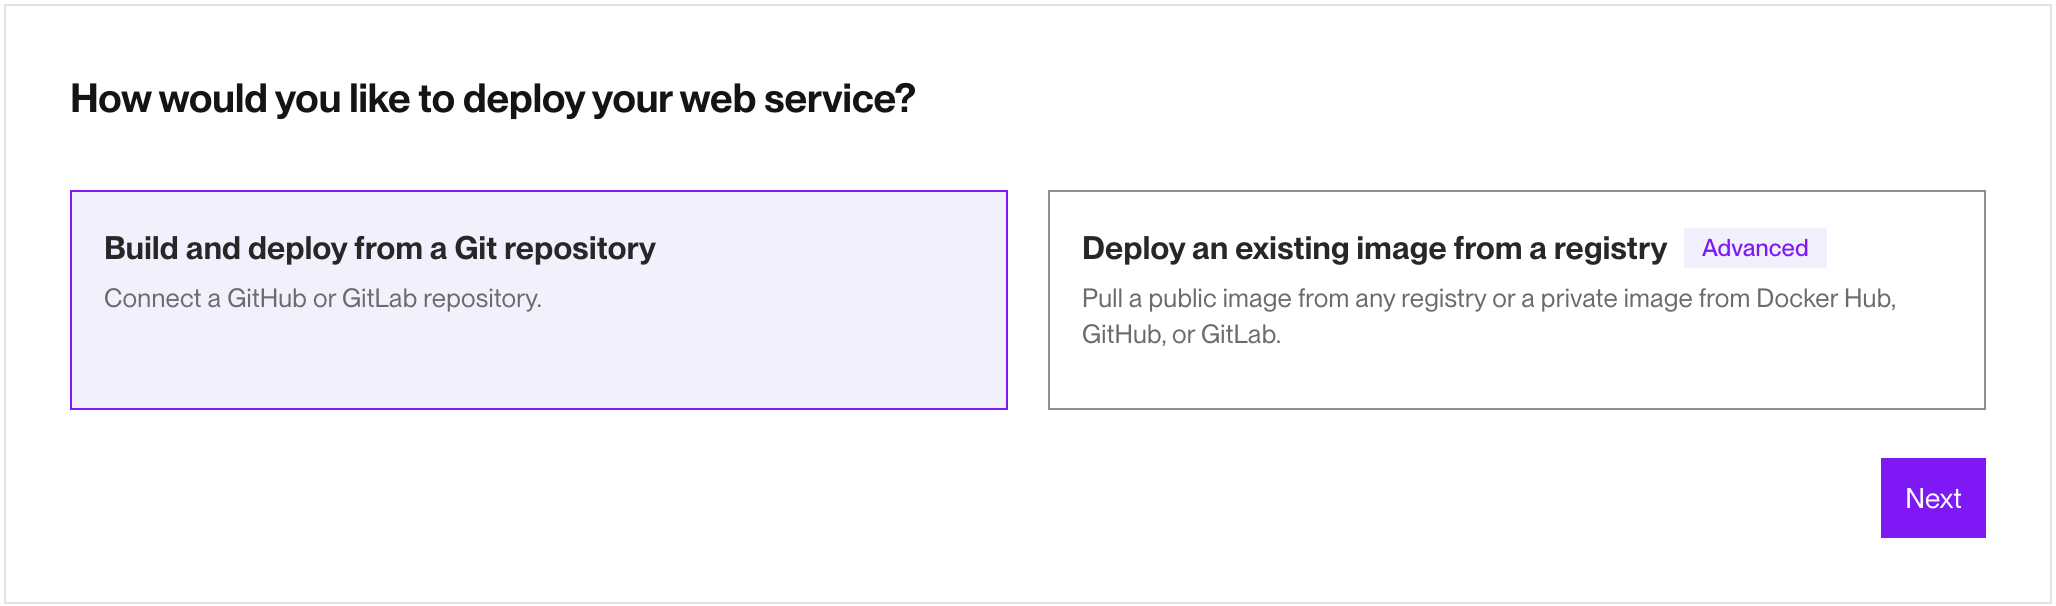 How would you like to deploy your web service?
Build and deploy from a Git repository
Connect a GitHub or GitLab repository.
Deploy an existing image from a registry Advanced
Pull a public image from any registry or a private image from Docker Hub,
GitHub, or GitLab.
Next